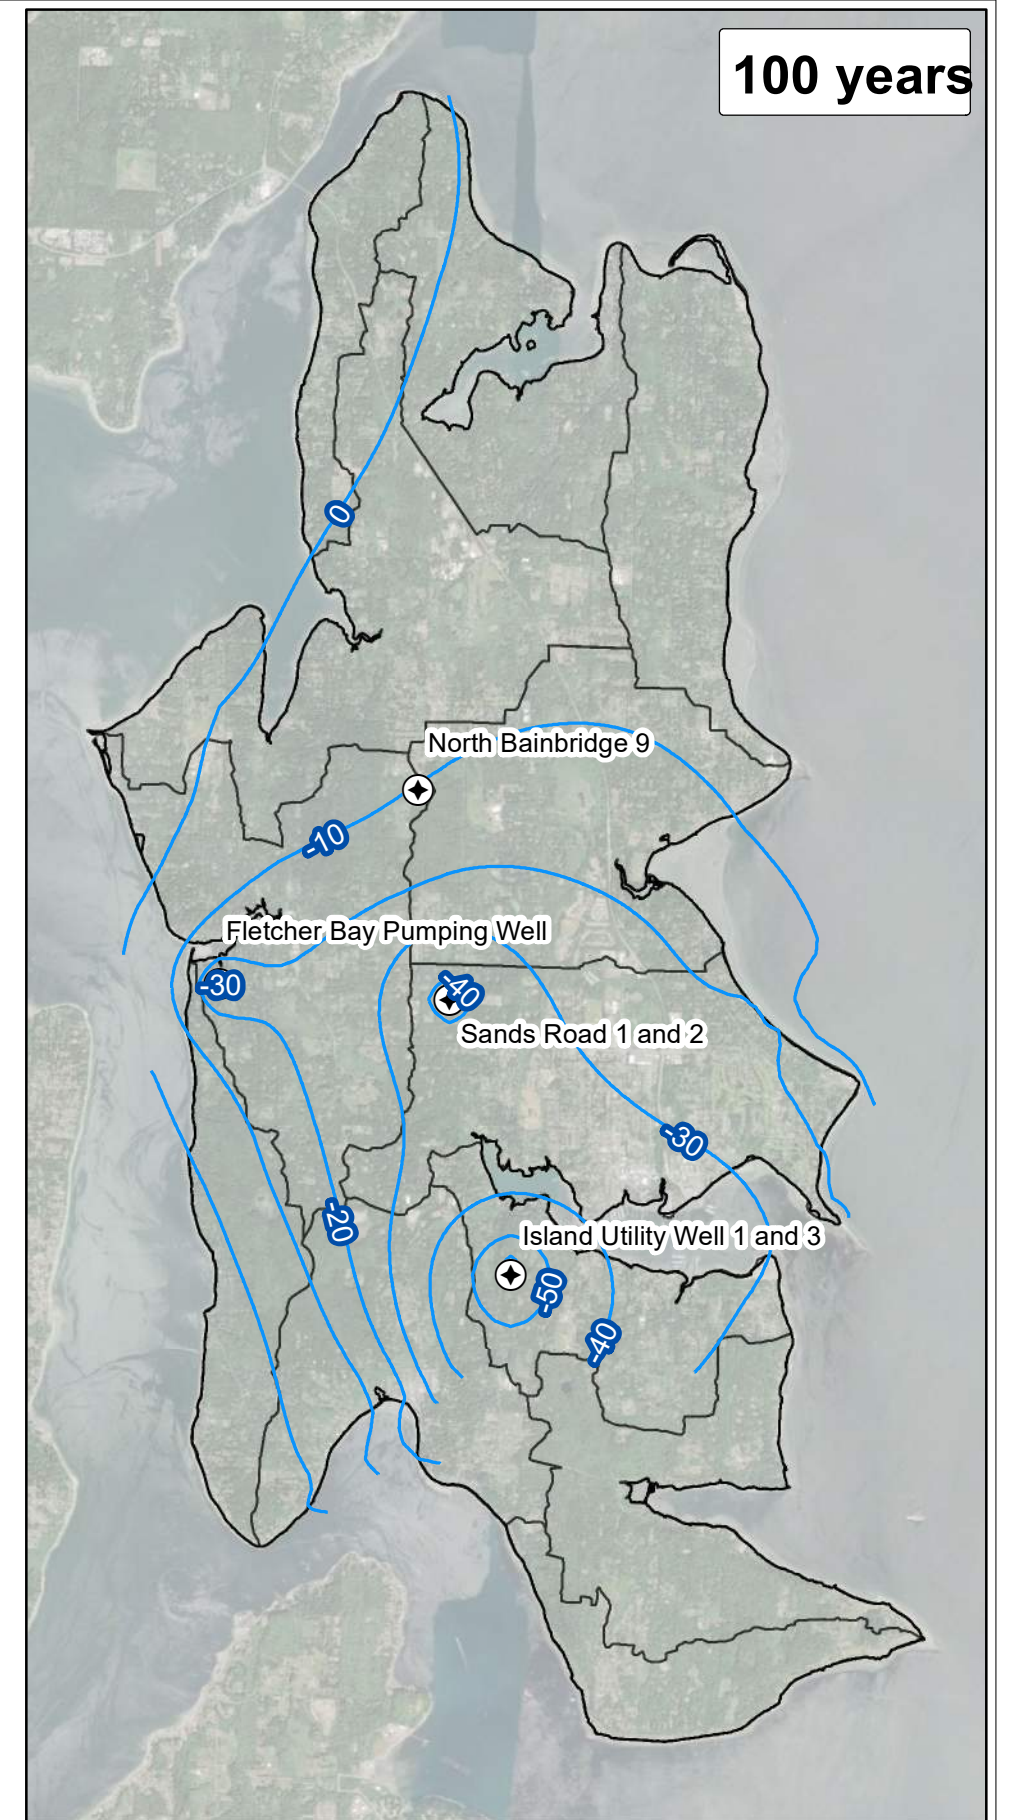 100 years
0
North Bainbridge 9
-10
Fletcher Bay Pumping Well
-30
-40
Sands Road 1 and 2
-30
-20
Island Utility Well 1 and 3
-50
-40